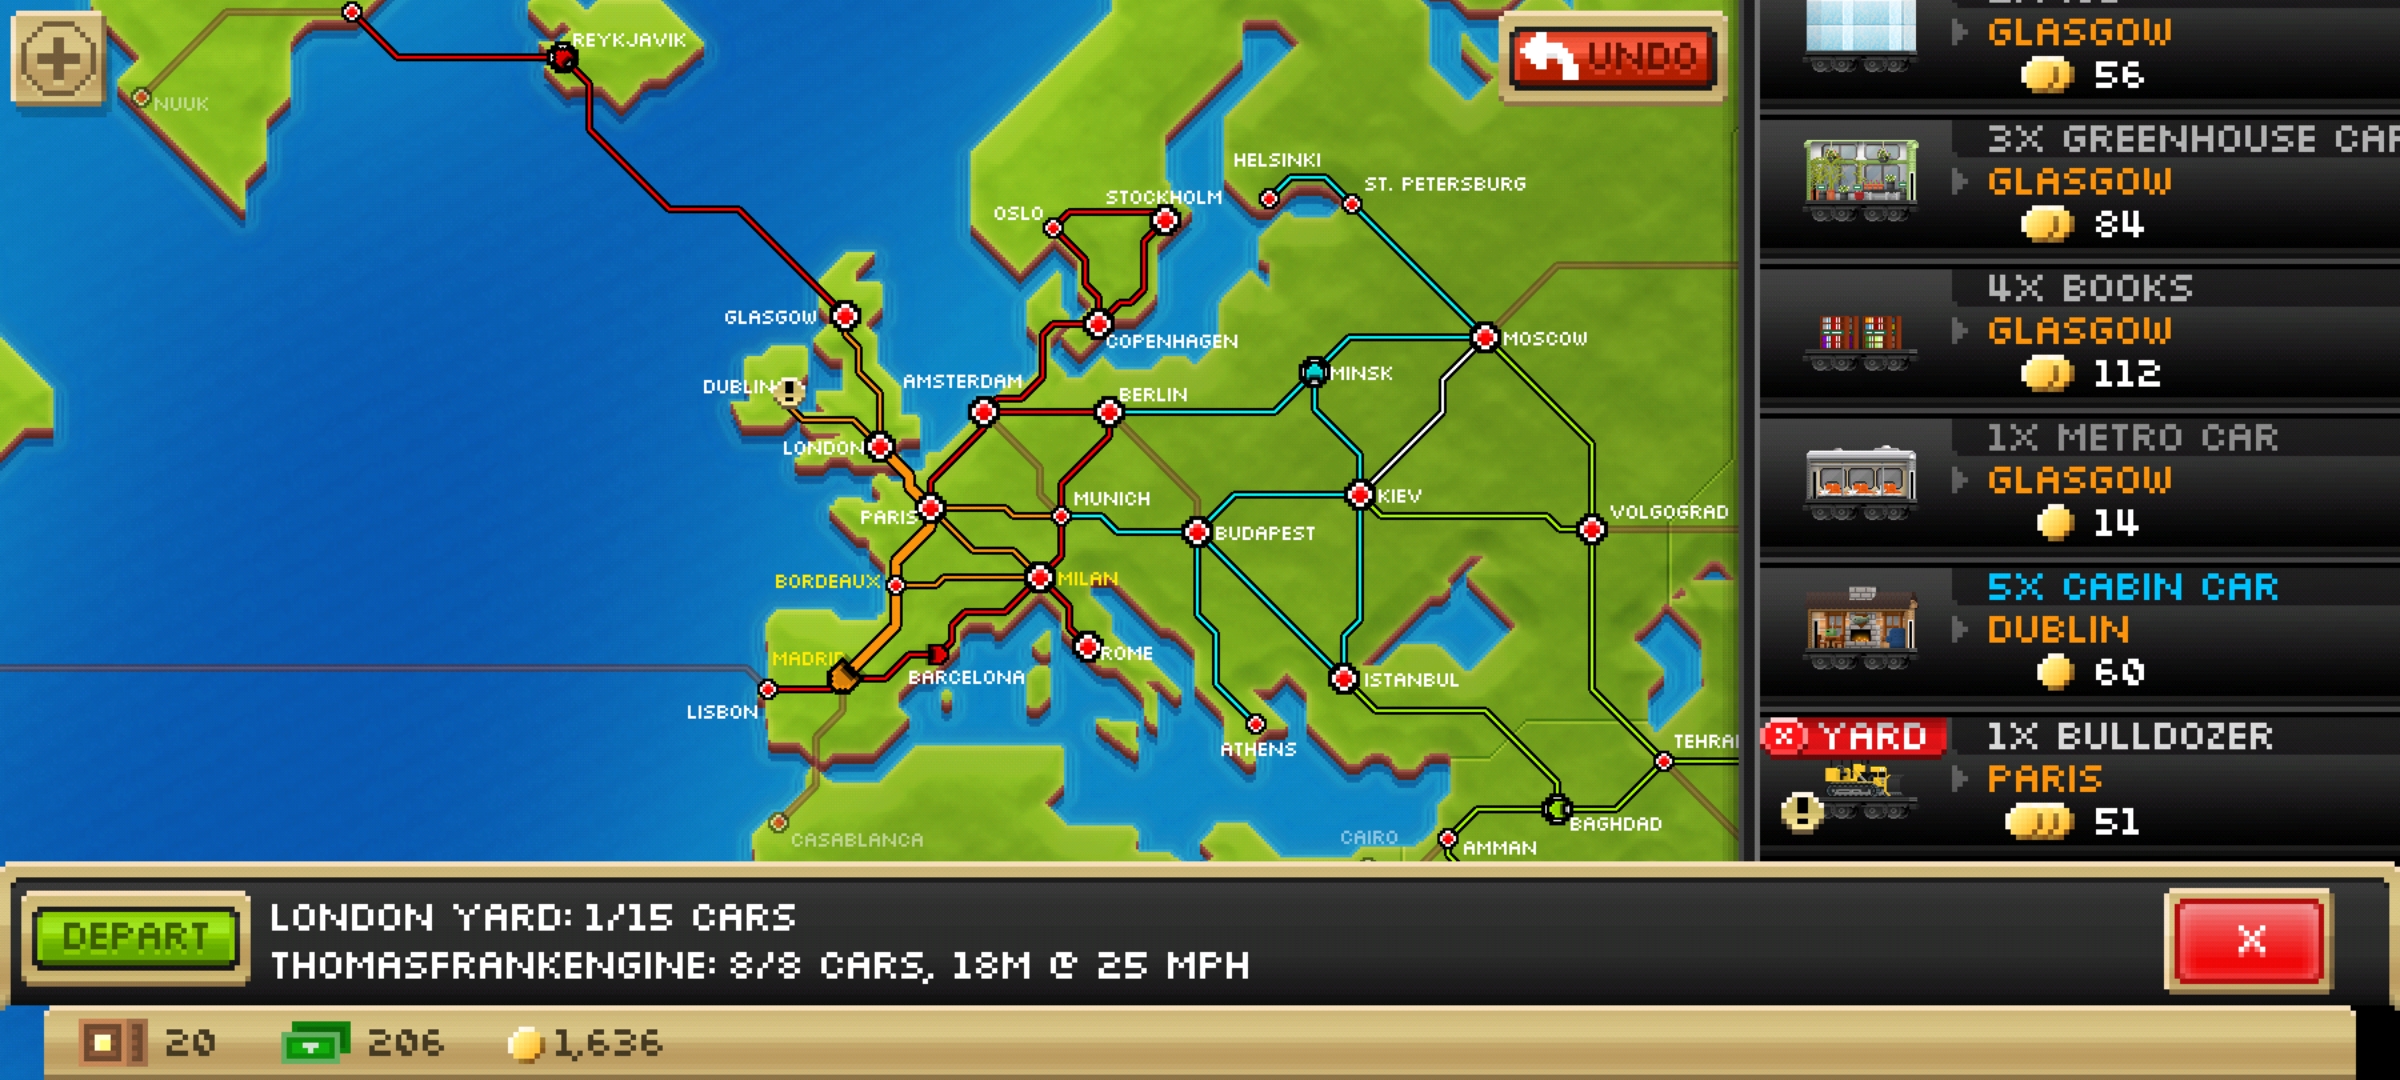 REYKJAVIK
NUUK
UNDO
HELSINKI
ST. PETERSBURG
STOCKHOLM
OSLO
GLASGOW
COPENHAGEN
MOSCOW
DUBLIN
AMSTERDAM
BERLIN
MINSK
LONDON
MUNICH
KIEV
PARIS
VOLGOGRAD
BUDAPEST
BORDEAUX
MILAN
MADRID
ROME
BARCELONA
ISTANBUL
LISBON
ATHENS
TEHRA
CASABLANCA
CAIRO
BAGHDAD
AMMAN
GLASGOW
56
3X GREENHOUSE CAR
GLASGOW
84
4X BOOKS
GLASGOW
112
1X METRO CAR
GLASGOW
14
5X CABIN CAR
DUBLIN
60
X YARD
1X BULLDOZER
PARIS
51
DEPART
LONDON YARD: 1/15 CARS
THOMASFRANKENGINE: 8/8 CARS, 18M @ 25 MPH
X
20
206
1,636